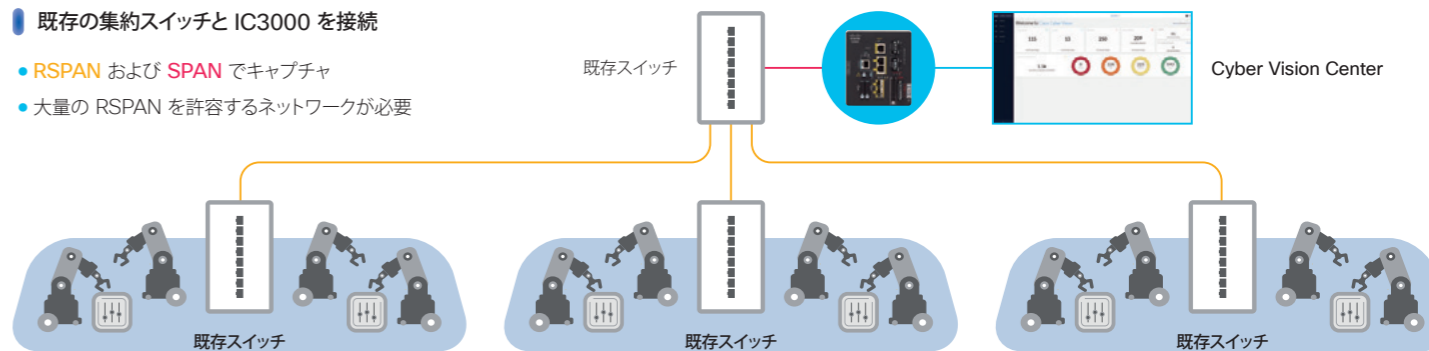 既存の集約スイッチと IC3000 を接続
• RSPAN および SPAN でキャプチャ
• 大量の RSPAN を許容するネットワークが必要
既存スイッチ
Cyber Vision Center
既存スイッチ
既存スイッチ
既存スイッチ